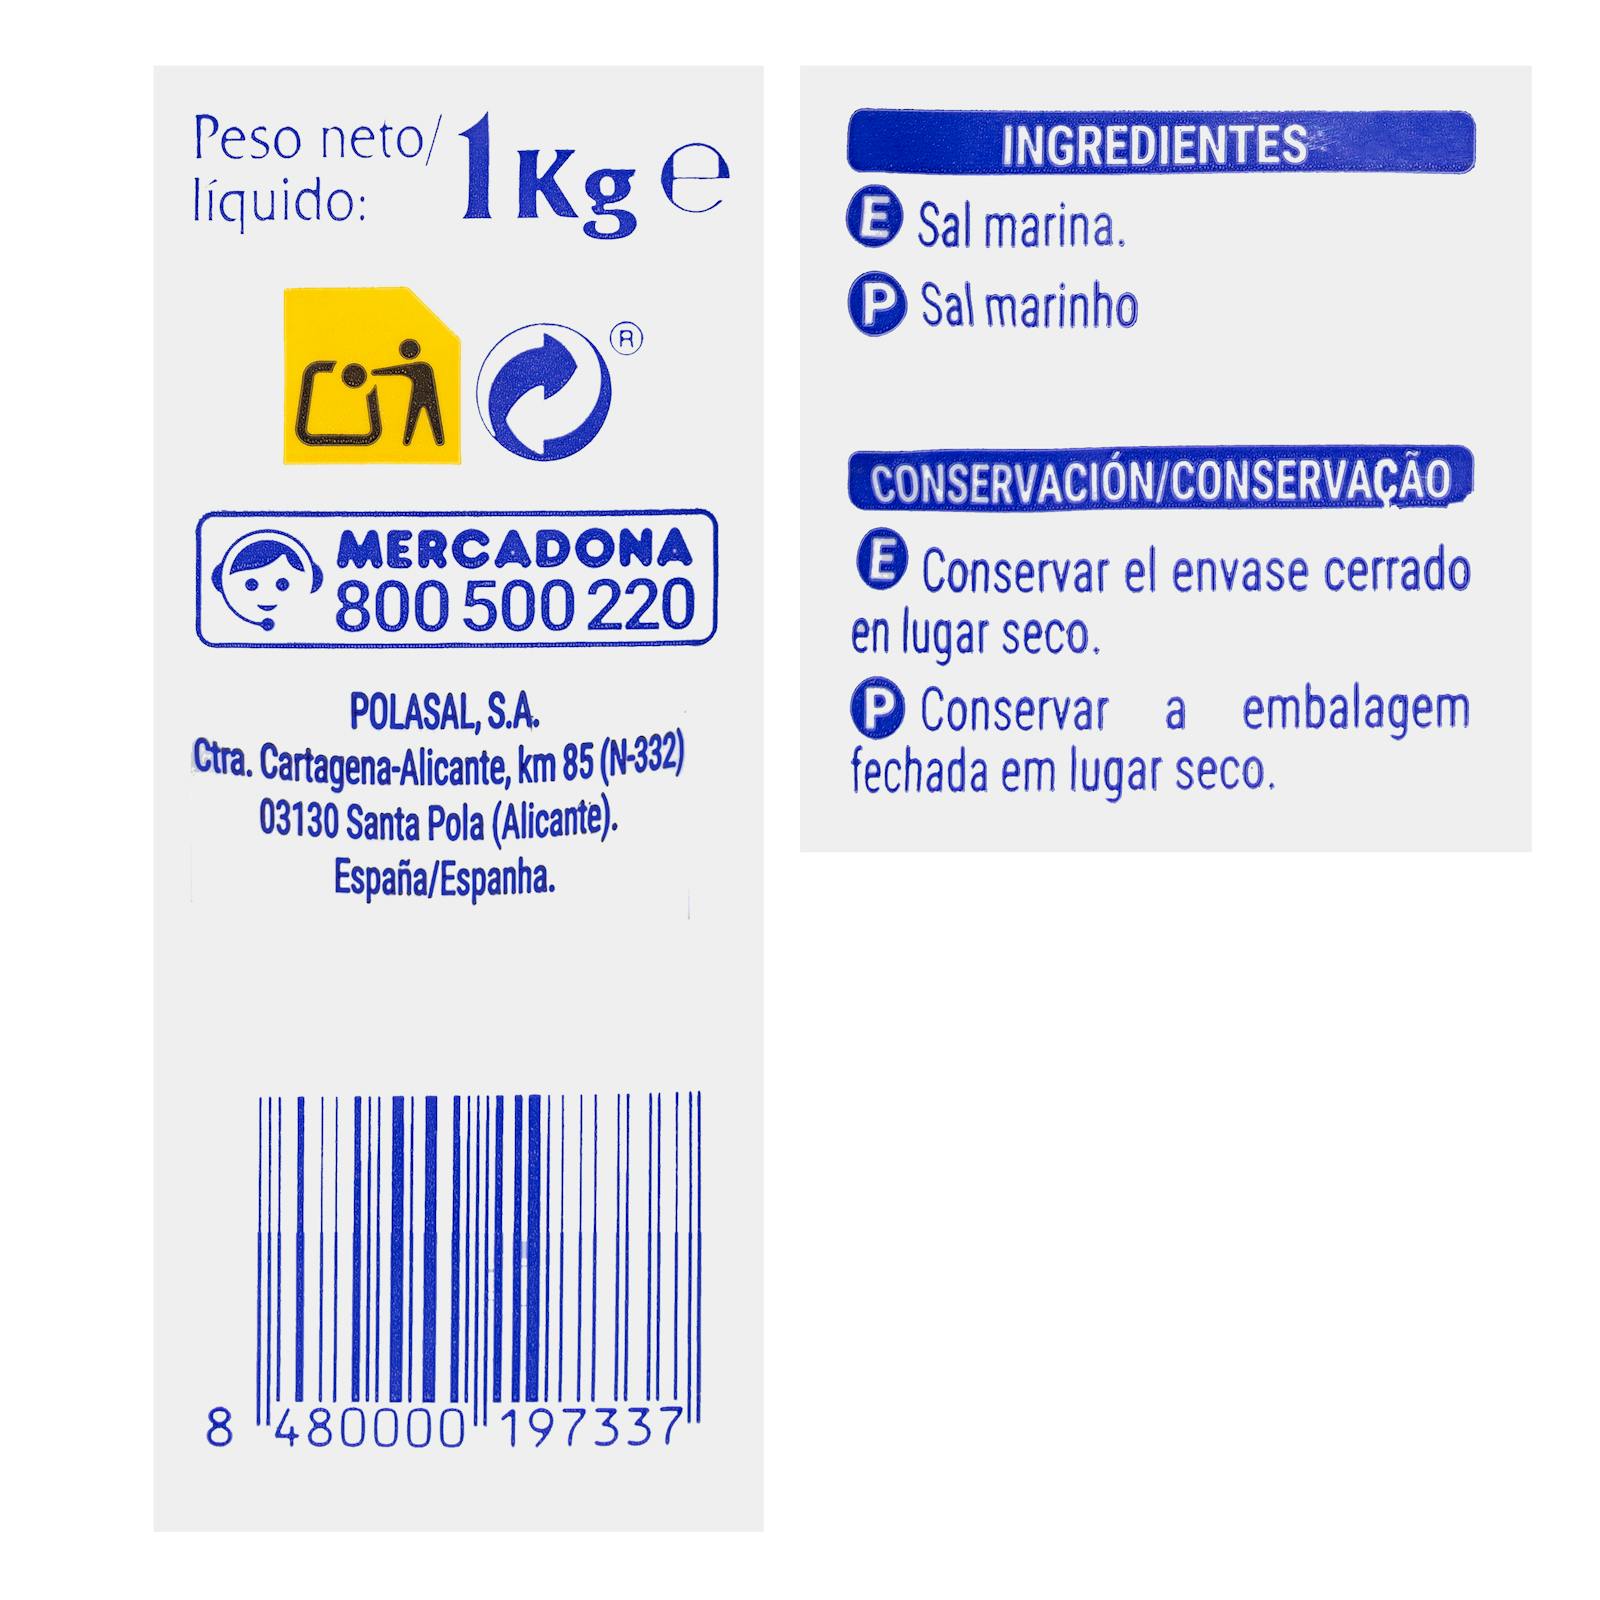 Peso neto/
líquido:
1 Kg ℮
®
MERCADONA
800 500 220
POLASAL, S.A.
Ctra. Cartagena-Alicante, km 85 (N-332)
03130 Santa Pola (Alicante).
España/Espanha.
8 480000 197337
INGREDIENTES
E Sal marina.
P Sal marinho
CONSERVACIÓN/CONSERVAÇÃO
E Conservar el envase cerrado
en lugar seco.
P Conservar a embalagem
fechada em lugar seco.